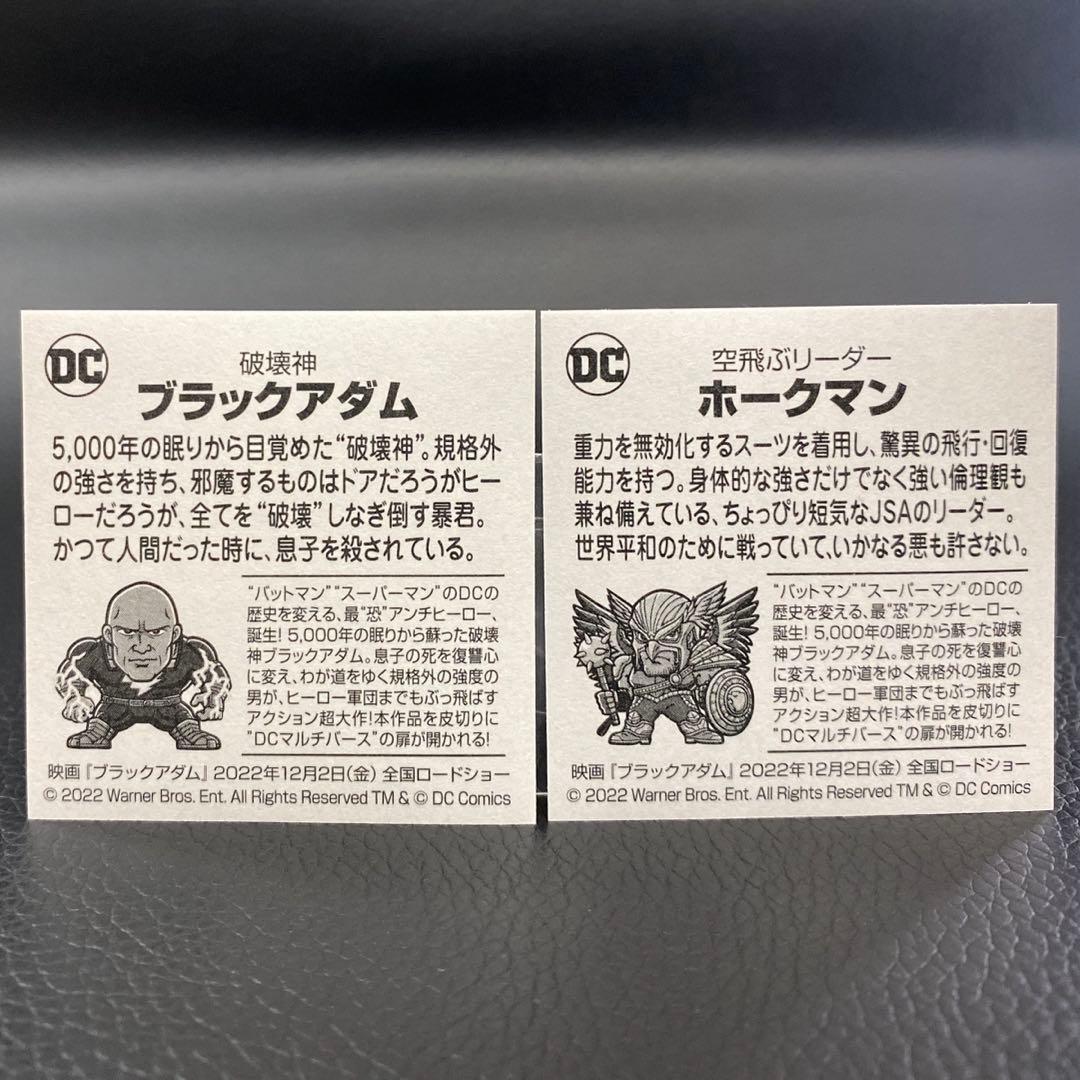 DC
破壊神
ブラックアダム
5,000年の眠りから目覚めた“破壊神”。規格外
の強さを持ち、邪魔するものはドアだろうがヒー
ローだろうが、全てを“破壊”しなぎ倒す暴君。
かつて人間だった時に、息子を殺されている。
“バットマン”“スーパーマン”のDCの
歴史を変える、最“恐”アンチヒーロー、
誕生！5,000年の眠りから蘇った破壊
神ブラックアダム。息子の死を復讐心
に変え、わが道をゆく規格外の強度の
男が、ヒーロー軍団までもぶっ飛ばす
アクション超大作！本作品を皮切りに
“DCマルチバース”の扉が開かれる！
映画『ブラックアダム』2022年12月2日(金) 全国ロードショー
© 2022 Warner Bros. Ent. All Rights Reserved TM & © DC Comics
DC
空飛ぶリーダー
ホークマン
重力を無効化するスーツを着用し、驚異の飛行・回復
能力を持つ。身体的な強さだけでなく強い倫理観も
兼ね備えている、ちょっぴり短気なJSAのリーダー。
世界平和のために戦っていて、いかなる悪も許さない。
“バットマン”“スーパーマン”のDCの
歴史を変える、最“恐”アンチヒーロー、
誕生！5,000年の眠りから蘇った破壊
神ブラックアダム。息子の死を復讐心
に変え、わが道をゆく規格外の強度の
男が、ヒーロー軍団までもぶっ飛ばす
アクション超大作！本作品を皮切りに
“DCマルチバース”の扉が開かれる！
映画『ブラックアダム』2022年12月2日(金) 全国ロードショー
© 2022 Warner Bros. Ent. All Rights Reserved TM & © DC Comics